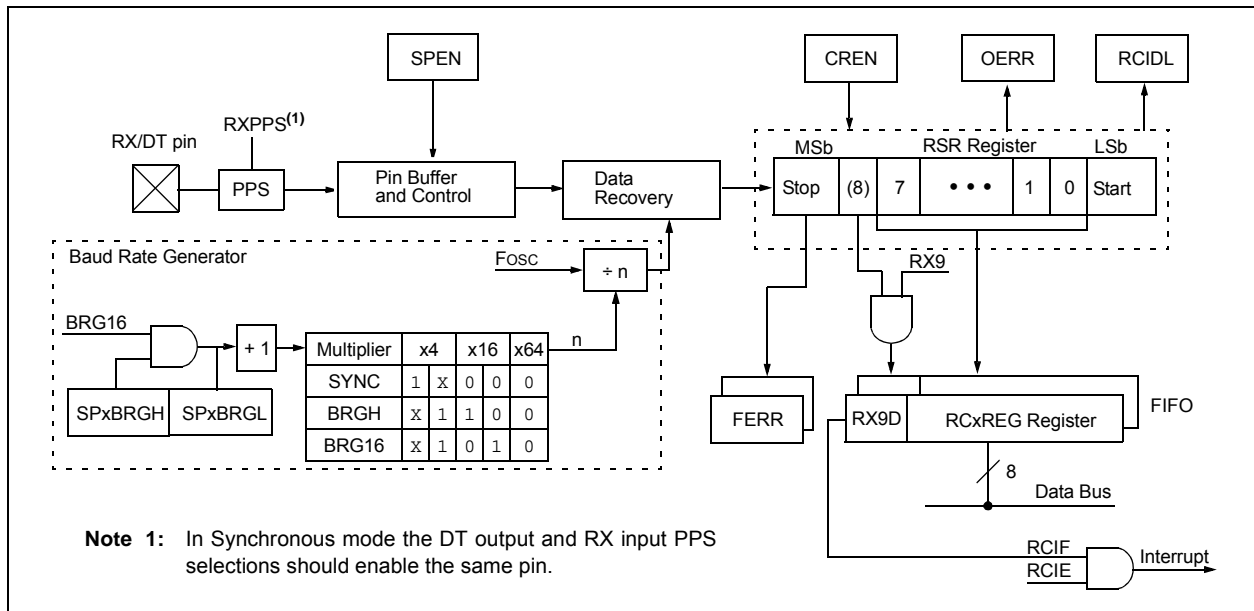 SPEN
CREN
OERR
RCIDL
RXPPS(1)
RX/DT pin
PPS
Pin Buffer
and Control
Data
Recovery
MSb
RSR Register
LSb
Stop (8) 7 • • • 1 0 Start
Baud Rate Generator
FOSC
÷ n
RX9
BRG16
+ 1
n
Multiplier x4 x16 x64
SYNC 1 X 0 0 0
BRGH X 1 1 0 0
BRG16 X 1 0 1 0
SPxBRGH SPxBRGL
FERR
RX9D
RCxREG Register
FIFO
8
Data Bus
Note 1: In Synchronous mode the DT output and RX input PPS
selections should enable the same pin.
RCIF
RCIE
Interrupt